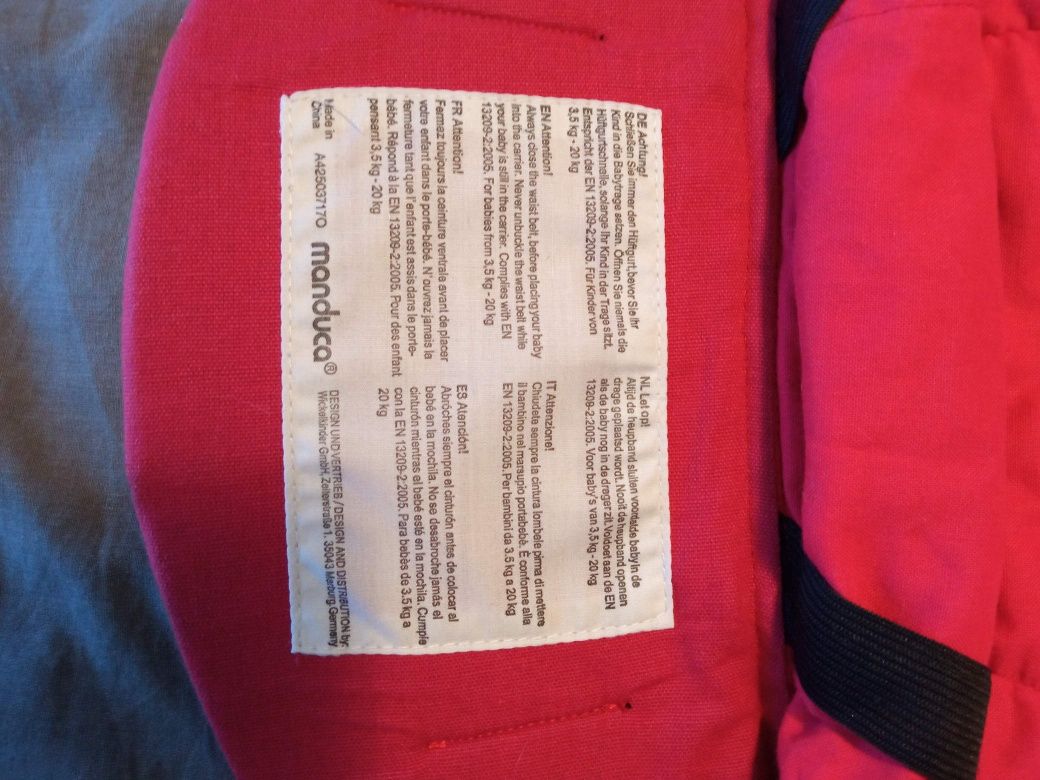 DE Achtung!
Schließen Sie immer den Hüftgurt, bevor Sie Ihr
Kind in die Babytrage setzen. Öffnen Sie niemals die
Hüftgurtschnalle, solange Ihr Kind in der Trage sitzt.
Entspricht der EN 13209-2:2005. Für Kinder von
3,5 kg - 20 kg
EN Attention!
Always close the waist belt, before placing your baby
into the carrier. Never unbuckle the waist belt while
your baby is still in the carrier. Complies with EN
13209-2:2005. For babies from 3,5 kg - 20 kg
FR Attention!
Fermez toujours la ceinture ventrale avant de placer
votre enfant dans le porte-bébé. N'ouvrez jamais la
fermeture tant que l'enfant est assis dans le porte-
bébé. Répond à la EN 13209-2:2005. Pour des enfant
pensant 3,5 kg - 20 kg
NL Let op!
Altijd de heupband sluiten voordat de baby in de
drager geplaatst wordt. Nooit de heupband openen
als de baby nog in de drager zit. Voldoet aan de EN
13209-2:2005. Voor baby's van 3,5 kg - 20 kg
IT Attenzione!
Chiudete sempre la cintura lombale pirma di mettere
il bambino nel marsupio portabebè. È conforme alla
EN 13209-2:2005. Per bambini da 3.5 kg a 20 kg
ES Atención!
Abróches siempre el cinturón antes de colocar al
bebé en la mochila. No se desabroche jamás el
cinturón mientras el bebé esté en la mochila. Cumple
con la EN 13209-2:2005. Para bebès de 3.5 kg a
20 kg
Made in
China
A425037170
manduca®
DESIGN UND VERTRIEB / DESIGN AND DISTRIBUTION by:
Wickelkinder GmbH, Zeilerstraße 1, 35043 Marburg, Germany